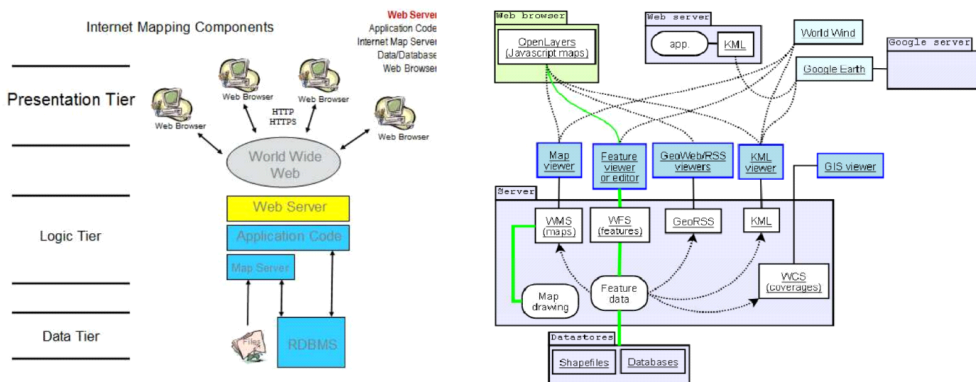 Internet Mapping Components
Web Server
Application Code
Internet Map Server
Data/Database
Web Browser
Presentation Tier
Web Browser
Web Browser
Web Browser
Web Browser
HTTP
HTTPS
World Wide
Web
Web Server
Logic Tier
Application Code
Map Server
Data Tier
Files
RDBMS
Web browser
OpenLayers
(Javascript maps)
Web server
app.
KML
World Wind
Google Earth
Google server
Map
viewer
Feature
viewer
or editor
GeoWeb/RSS
viewers
KML
viewer
GIS viewer
Server
WMS
(maps)
WFS
(features)
GeoRSS
KML
WCS
(coverages)
Map
drawing
Feature
data
Datastores
Shapefiles
Databases